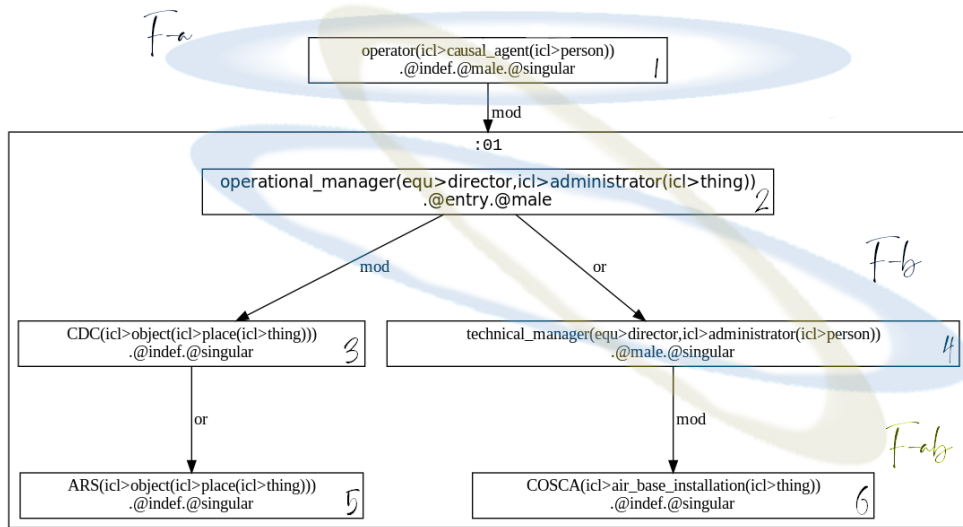 F-a
operator(icl>causal_agent(icl>person))
.@indef.@male.@singular
1
mod
:01
operational_manager(equ>director,icl>administrator(icl>thing))
.@entry.@male
2
F-b
mod
or
CDC(icl>object(icl>place(icl>thing)))
.@indef.@singular
3
technical_manager(equ>director,icl>administrator(icl>person))
.@male.@singular
4
or
mod
F-ab
ARS(icl>object(icl>place(icl>thing)))
.@indef.@singular
5
COSCA(icl>air_base_installation(icl>thing))
.@indef.@singular
6